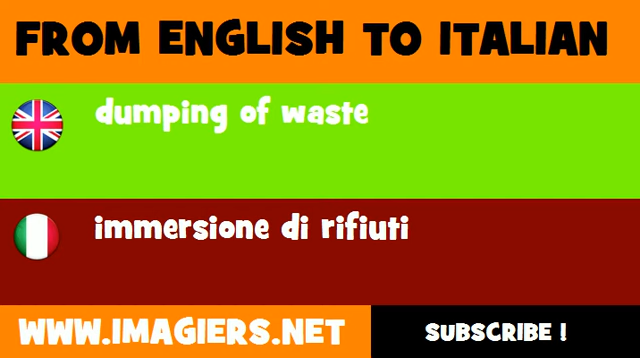 FROM ENGLISH TO ITALIAN
dumping of waste
immersione di rifiuti
WWW.IMAGIERS.NET
SUBSCRIBE !